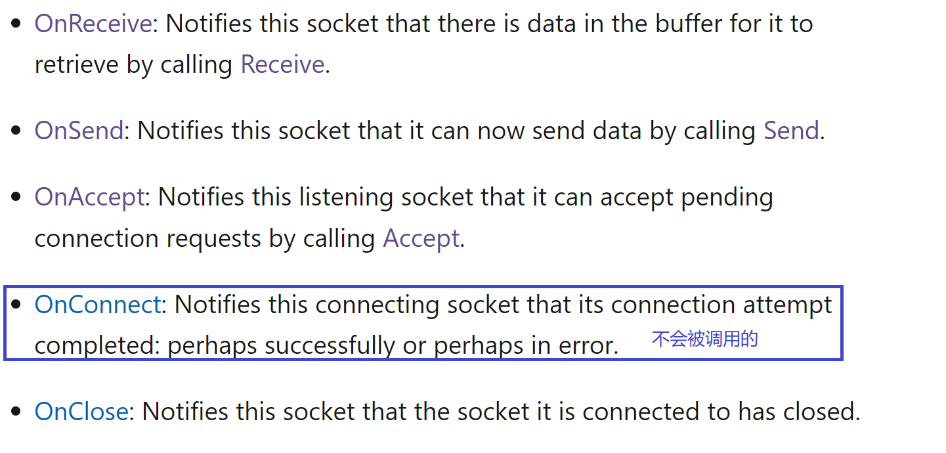 • OnReceive: Notifies this socket that there is data in the buffer for it to
retrieve by calling Receive.
• OnSend: Notifies this socket that it can now send data by calling Send.
• OnAccept: Notifies this listening socket that it can accept pending
connection requests by calling Accept.
• OnConnect: Notifies this connecting socket that its connection attempt
completed: perhaps successfully or perhaps in error. 不会被调用的
• OnClose: Notifies this socket that the socket it is connected to has closed.